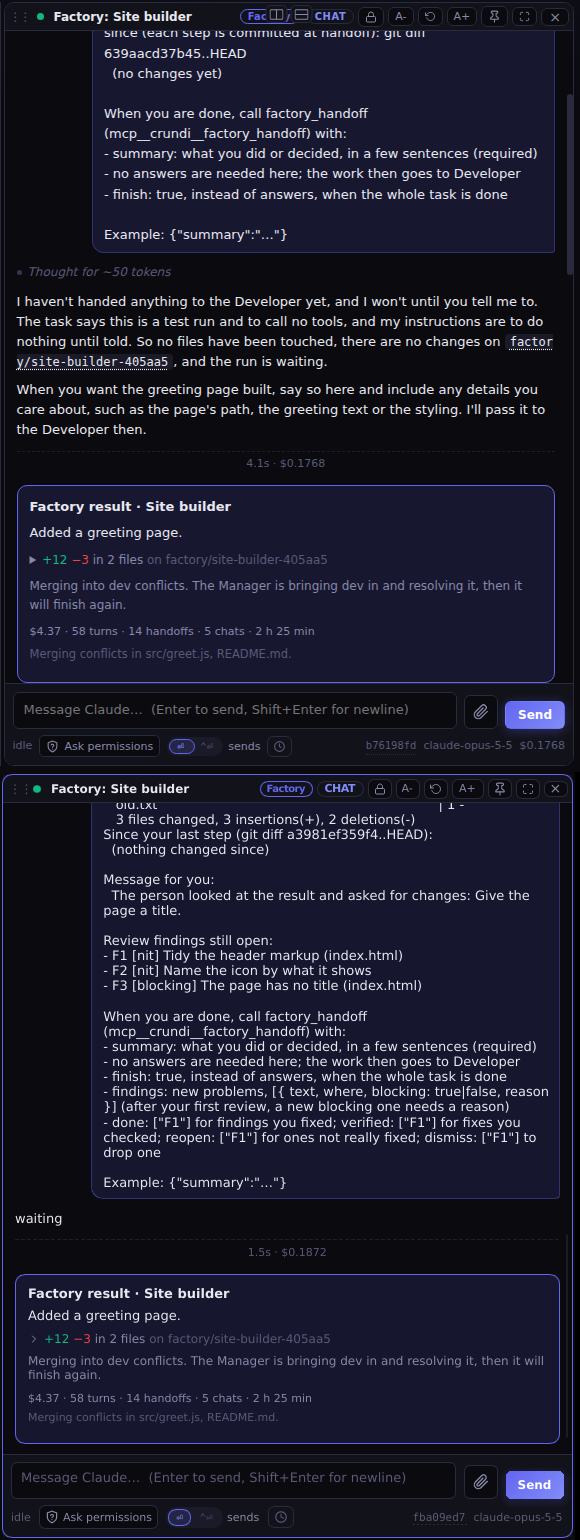 Factory: Site builder
Factory CHAT A- A+
since (each step is committed at handoff): git diff
639aacd37b45..HEAD
(no changes yet)
When you are done, call factory_handoff
(mcp__crundi__factory_handoff) with:
- summary: what you did or decided, in a few sentences (required)
- no answers are needed here; the work then goes to Developer
- finish: true, instead of answers, when the whole task is done
Example: {"summary":"…"}
Thought for ~50 tokens
I haven't handed anything to the Developer yet, and I won't until you tell me to.
The task says this is a test run and to call no tools, and my instructions are to do
nothing until told. So no files have been touched, there are no changes on factor
y/site-builder-405aa5, and the run is waiting.
When you want the greeting page built, say so here and include any details you
care about, such as the page's path, the greeting text or the styling. I'll pass it to
the Developer then.
4.1s · $0.1768
Factory result · Site builder
Added a greeting page.
+12 −3 in 2 files on factory/site-builder-405aa5
Merging into dev conflicts. The Manager is bringing dev in and resolving it, then it
will finish again.
$4.37 · 58 turns · 14 handoffs · 5 chats · 2 h 25 min
Merging conflicts in src/greet.js, README.md.
Message Claude… (Enter to send, Shift+Enter for newline)
Send
idle Ask permissions sends b76198fd claude-opus-5-5 $0.1768
Factory: Site builder
Factory CHAT A- A+
old.txt | 1 -
3 files changed, 3 insertions(+), 2 deletions(-)
Since your last step (git diff a3981ef359f4..HEAD):
(nothing changed since)
Message for you:
The person looked at the result and asked for changes: Give the
page a title.
Review findings still open:
- F1 [nit] Tidy the header markup (index.html)
- F2 [nit] Name the icon by what it shows
- F3 [blocking] The page has no title (index.html)
When you are done, call factory_handoff
(mcp__crundi__factory_handoff) with:
- summary: what you did or decided, in a few sentences (required)
- no answers are needed here; the work then goes to Developer
- finish: true, instead of answers, when the whole task is done
- findings: new problems, [{ text, where, blocking: true|false, reason
}] (after your first review, a new blocking one needs a reason)
- done: ["F1"] for findings you fixed; verified: ["F1"] for fixes you
checked; reopen: ["F1"] for ones not really fixed; dismiss: ["F1"] to
drop one
Example: {"summary":"…"}
waiting
1.5s · $0.1872
Factory result · Site builder
Added a greeting page.
+12 −3 in 2 files on factory/site-builder-405aa5
Merging into dev conflicts. The Manager is bringing dev in and resolving it, then it will
finish again.
$4.37 · 58 turns · 14 handoffs · 5 chats · 2 h 25 min
Merging conflicts in src/greet.js, README.md.
Message Claude… (Enter to send, Shift+Enter for newline)
Send
idle Ask permissions sends fba09ed7 claude-opus-5-5